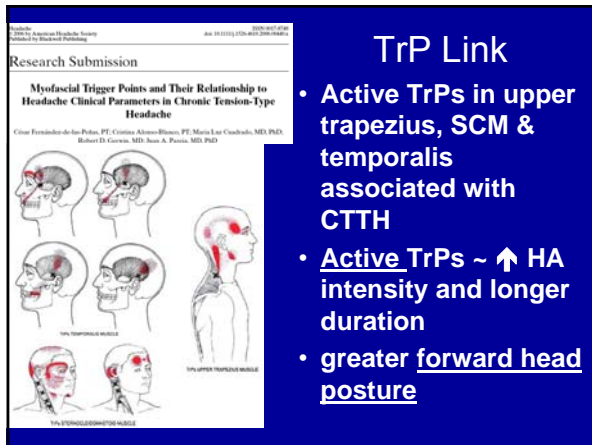 Headache
© 2006 by American Headache Society
Published by Blackwell Publishing
Research Submission
Myofascial Trigger Points and Their Relationship to
Headache Clinical Parameters in Chronic Tension-Type
Headache
César Fernández-de-las-Peñas, PT; Cristina Alonso-Blanco, PT; Maria Luz Cuadrado, MD, PhD;
Robert D. Gerwin, MD; Juan A. Pareja, MD, PhD
TrPs TEMPORALIS MUSCLE
TrPs UPPER TRAPEZIUS MUSCLE
TrPs STERNOCLEIDOMASTOID MUSCLE
TrP Link
• Active TrPs in upper
trapezius, SCM &
temporalis
associated with
CTTH
• Active TrPs ~ ↑ HA
intensity and longer
duration
• greater forward head
posture